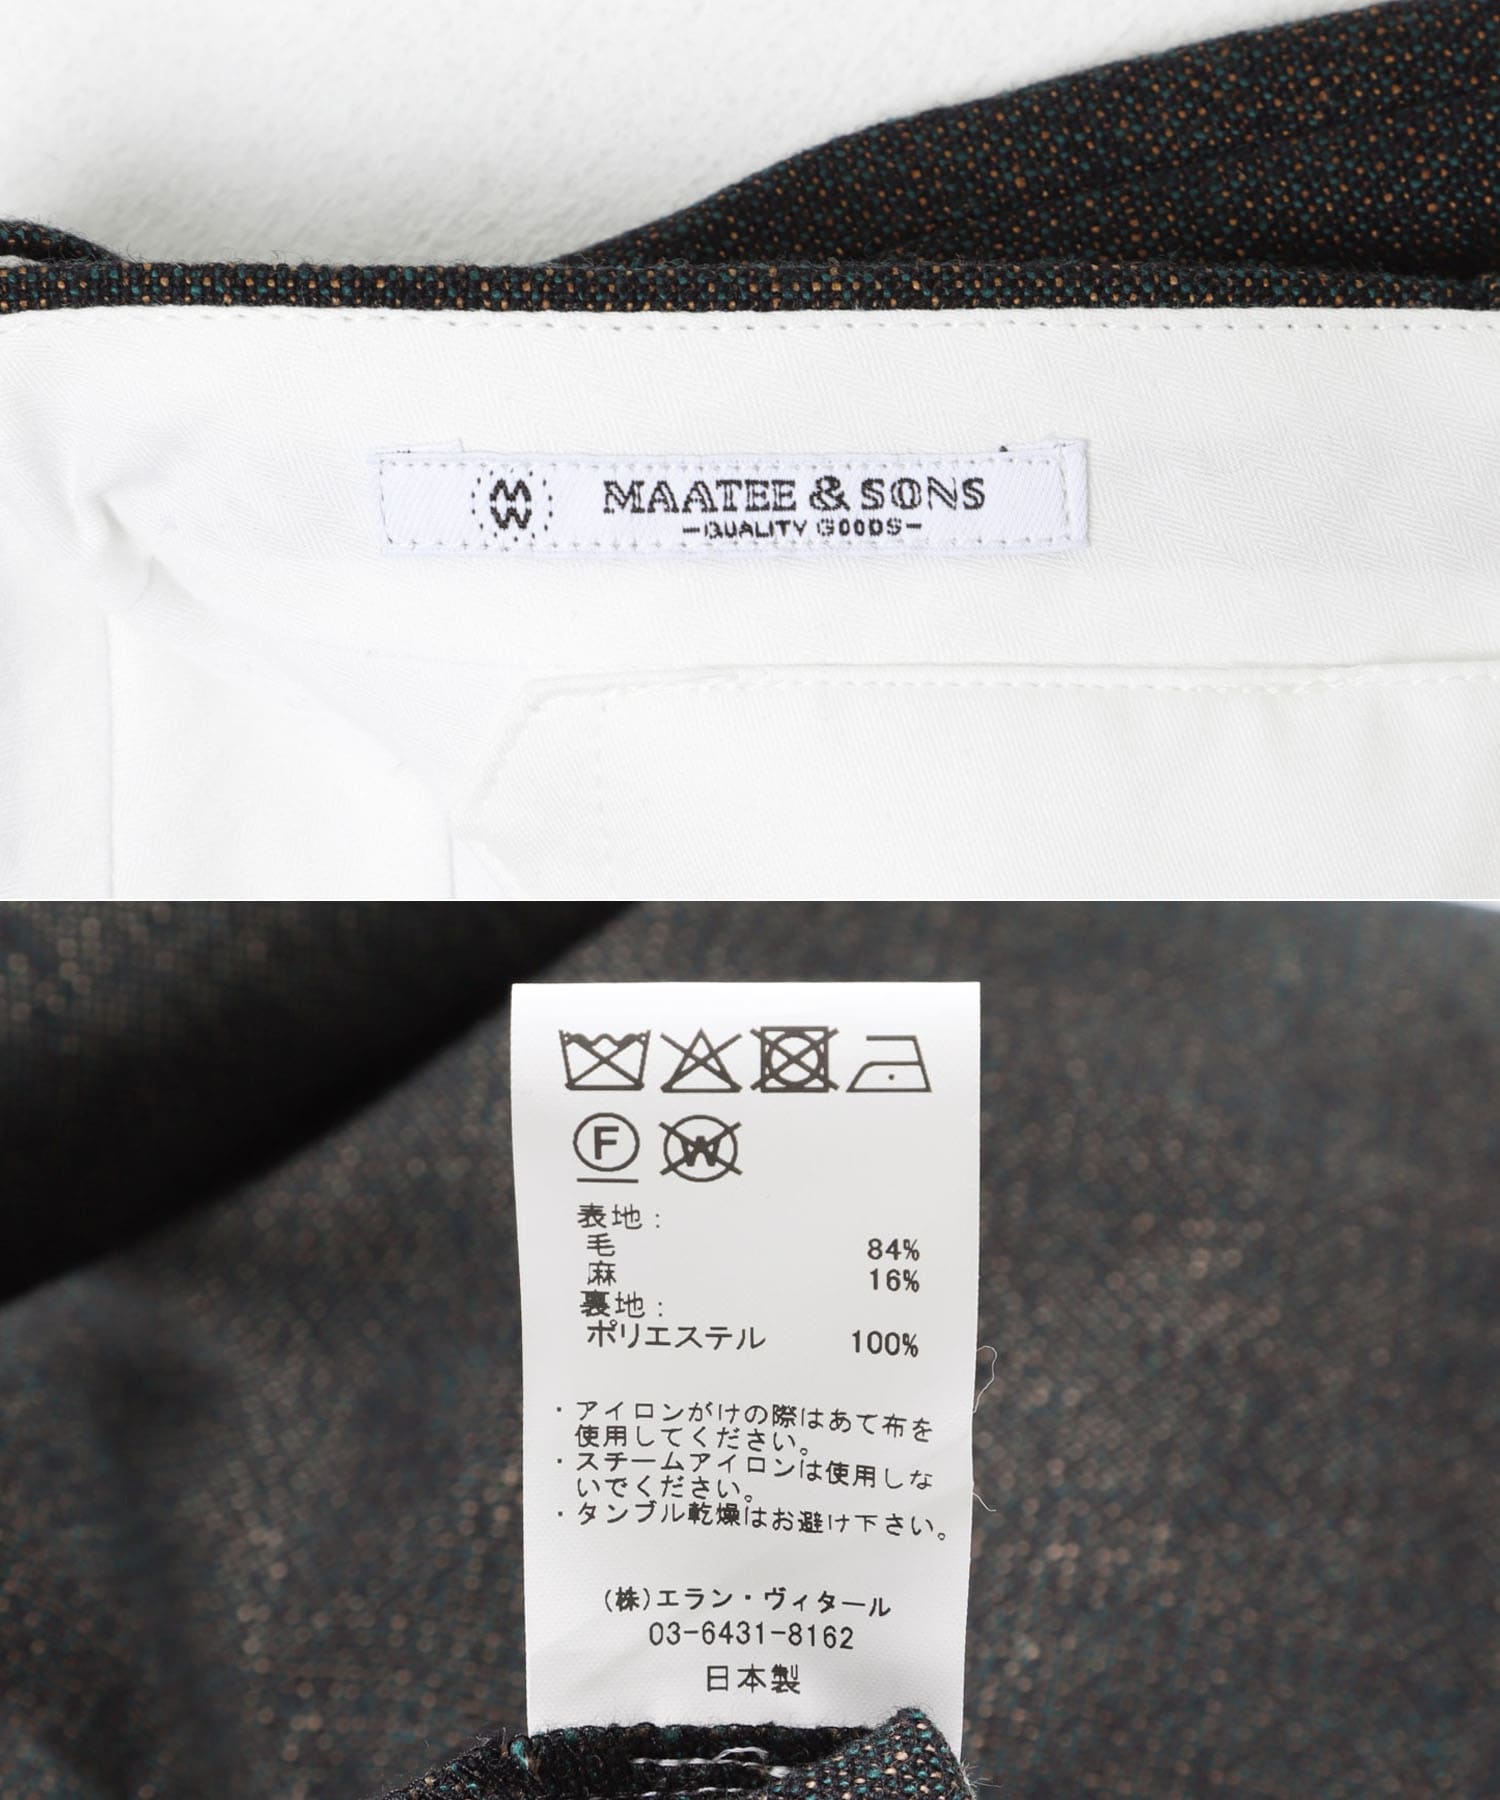 MAATEE & SONS
-QUALITY GOODS-
F
W
表地:
毛 84%
麻 16%
裏地:
ポリエステル 100%
・アイロンがけの際はあて布を
使用してください。
・スチームアイロンは使用しな
いでください。
・タンブル乾燥はお避け下さい。
(株)エラン・ヴィタール
03-6431-8162
日本製